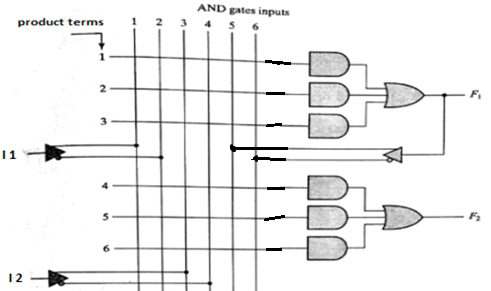 AND gates inputs
product terms 1 2 3 4 5 6
1
2 F1
3
I1
4
5 F2
6
I2